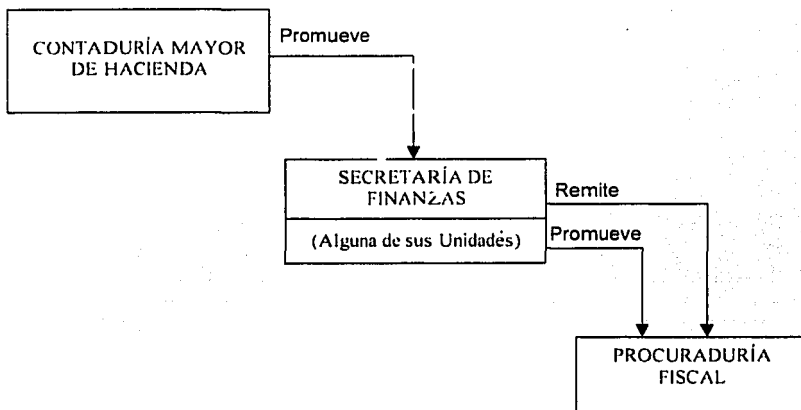 CONTADURÍA MAYOR
DE HACIENDA
Promueve
SECRETARÍA DE
FINANZAS
(Alguna de sus Unidades)
Remite
Promueve
PROCURADURÍA
FISCAL